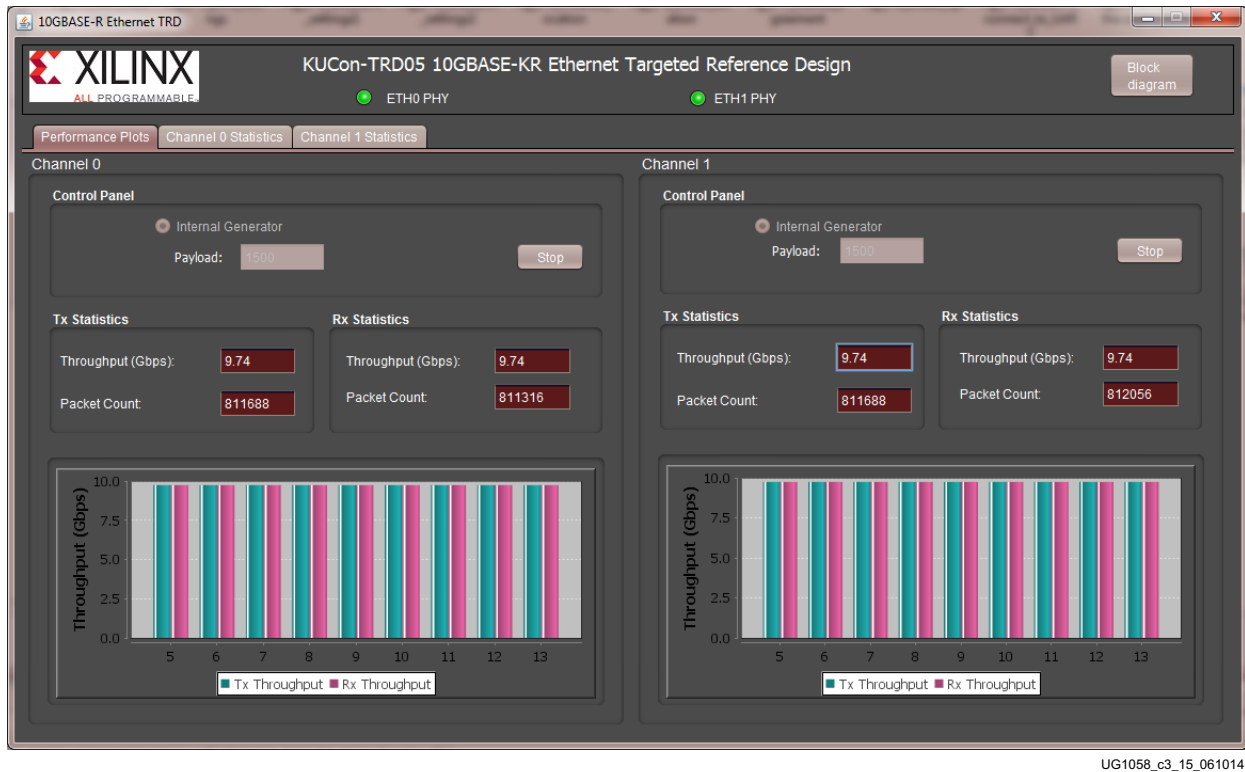 10GBASE-R Ethernet TRD
XILINX
ALL PROGRAMMABLE.
KUCon-TRD05 10GBASE-KR Ethernet Targeted Reference Design
ETH0 PHY
ETH1 PHY
Block
diagram
Performance Plots
Channel 0 Statistics
Channel 1 Statistics
Channel 0
Control Panel
Internal Generator
Payload: 1500
Stop
Tx Statistics
Throughput (Gbps): 9.74
Packet Count: 811688
Rx Statistics
Throughput (Gbps): 9.74
Packet Count: 811316
Throughput (Gbps)
10.0
7.5
5.0
2.5
0.0
5 6 7 8 9 10 11 12 13
Tx Throughput Rx Throughput
Channel 1
Control Panel
Internal Generator
Payload: 1500
Stop
Tx Statistics
Throughput (Gbps): 9.74
Packet Count: 811688
Rx Statistics
Throughput (Gbps): 9.74
Packet Count: 812056
Throughput (Gbps)
10.0
7.5
5.0
2.5
0.0
5 6 7 8 9 10 11 12 13
Tx Throughput Rx Throughput
UG1058_c3_15_061014